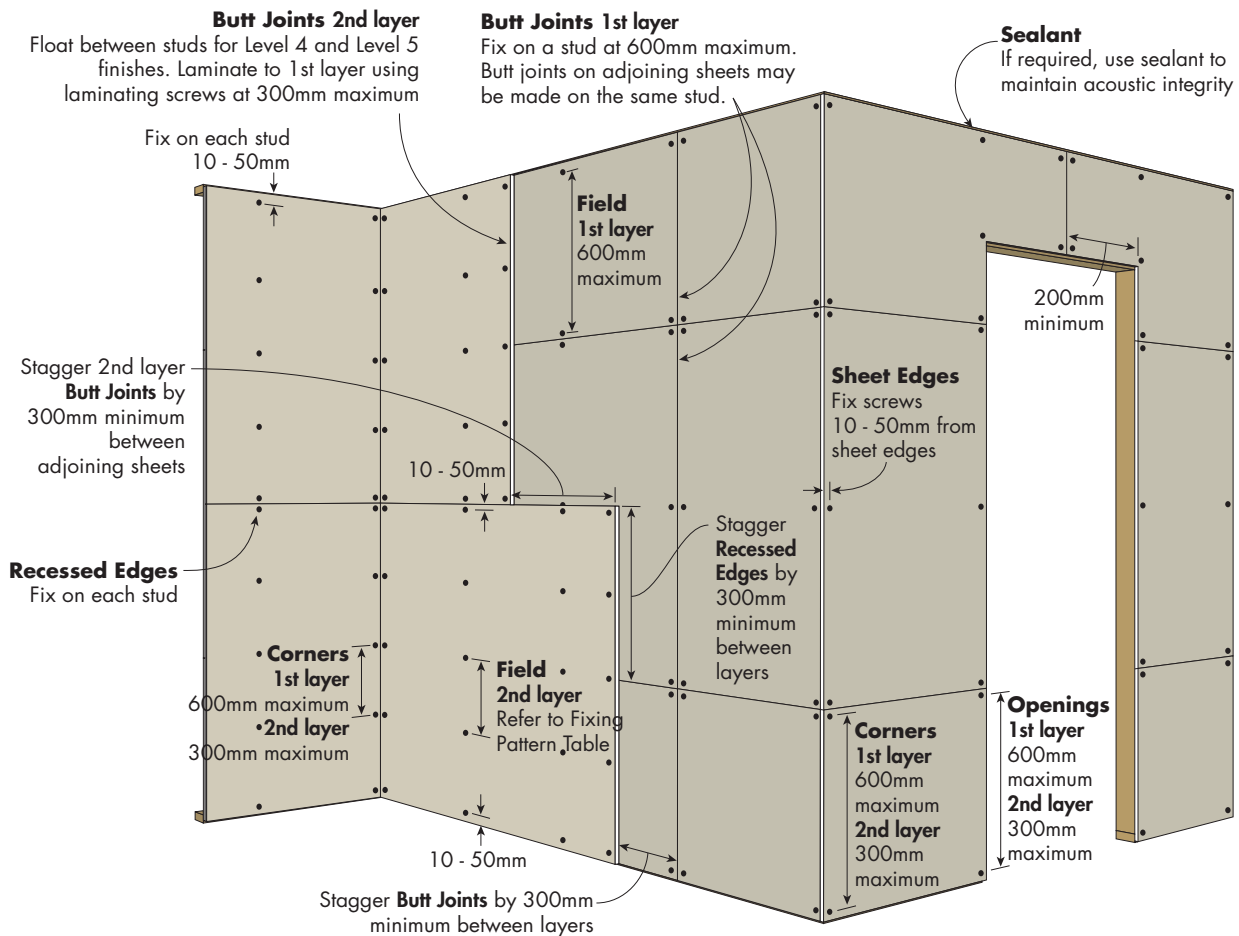 Butt Joints 2nd layer
Float between studs for Level 4 and Level 5
finishes. Laminate to 1st layer using
laminating screws at 300mm maximum
Butt Joints 1st layer
Fix on a stud at 600mm maximum.
Butt joints on adjoining sheets may
be made on the same stud.
Sealant
If required, use sealant to
maintain acoustic integrity
Fix on each stud
10 - 50mm
Field
1st layer
600mm
maximum
200mm
minimum
Stagger 2nd layer
Butt Joints by
300mm minimum
between
adjoining sheets
Sheet Edges
Fix screws
10 - 50mm from
sheet edges
10 - 50mm
Stagger
Recessed
Edges by
300mm
minimum
between
layers
Recessed Edges
Fix on each stud
Corners
1st layer
600mm maximum
2nd layer
300mm maximum
Field
2nd layer
Refer to Fixing
Pattern Table
Corners
1st layer
600mm
maximum
2nd layer
300mm
maximum
Openings
1st layer
600mm
maximum
2nd layer
300mm
maximum
10 - 50mm
Stagger Butt Joints by 300mm
minimum between layers